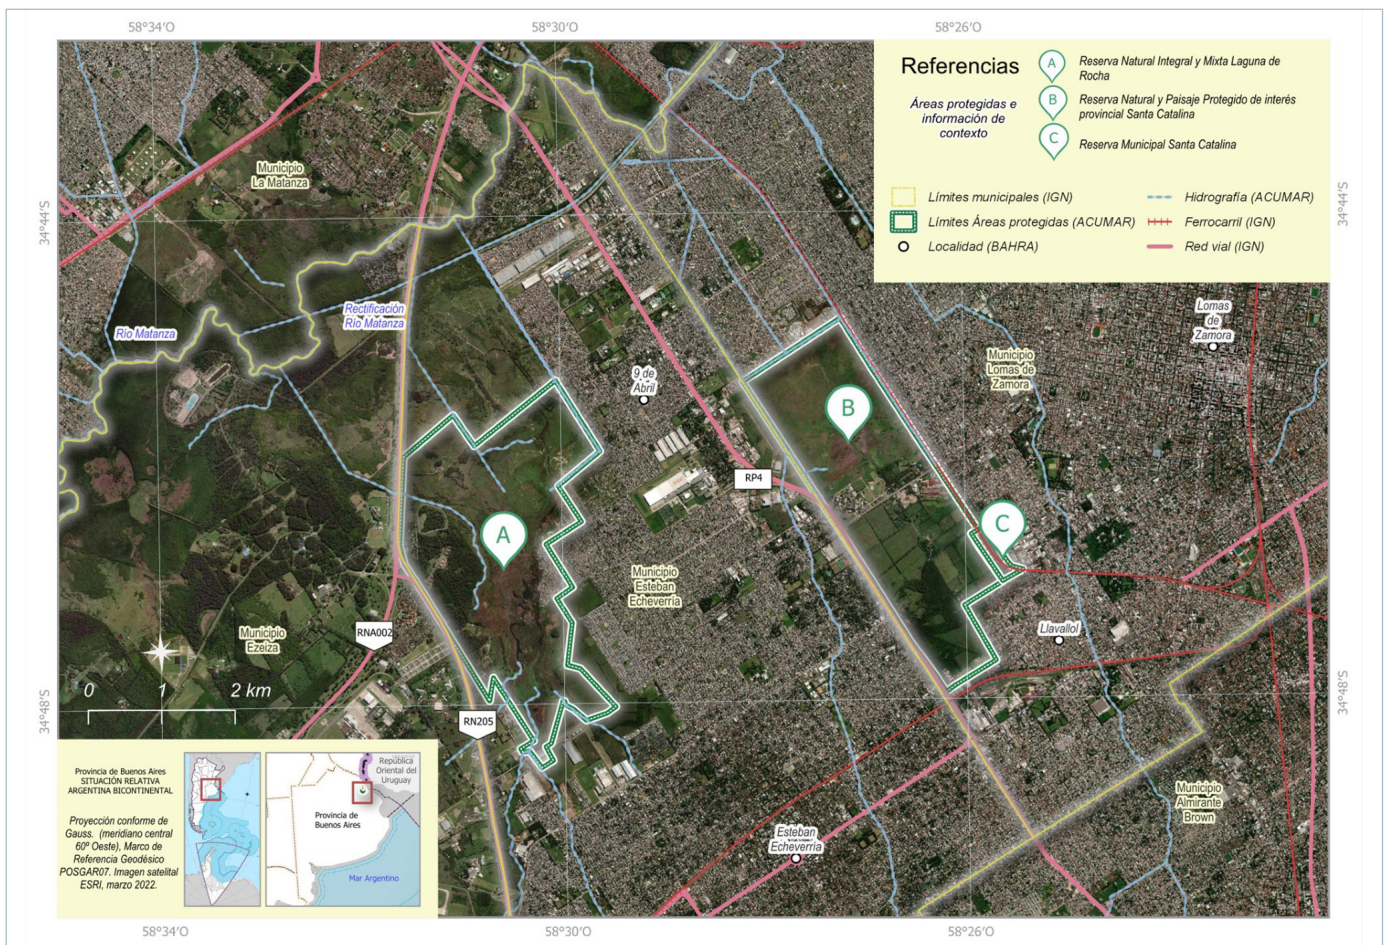 58°34'O
58°30'O
58°26'O
Referencias
Áreas protegidas e
información de
contexto
A
Reserva Natural Integral y Mixta Laguna de
Rocha
B
Reserva Natural y Paisaje Protegido de interés
provincial Santa Catalina
C
Reserva Municipal Santa Catalina
Límites municipales (IGN)
Límites Áreas protegidas (ACUMAR)
Localidad (BAHRA)
Hidrografía (ACUMAR)
Ferrocarril (IGN)
Red vial (IGN)
34°44'S
34°44'S
Municipio
La Matanza
Río Matanza
Rectificación
Río Matanza
9 de
Abril
Lomas
de
Zamora
Municipio
Lomas de
Zamora
B
RP4
A
C
Municipio
Esteban
Echeverría
RNA002
Municipio
Ezeiza
Llavallol
0 1 2 km
34°48'S
34°48'S
RN205
Municipio
Almirante
Brown
Esteban
Echeverría
Provincia de Buenos Aires
SITUACIÓN RELATIVA
ARGENTINA BICONTINENTAL
Proyección conforme de
Gauss. (meridiano central
60º Oeste), Marco de
Referencia Geodésico
POSGAR07. Imagen satelital
ESRI, marzo 2022.
República
Oriental del
Uruguay
Provincia de
Buenos Aires
Mar Argentino
58°34'O
58°30'O
58°26'O